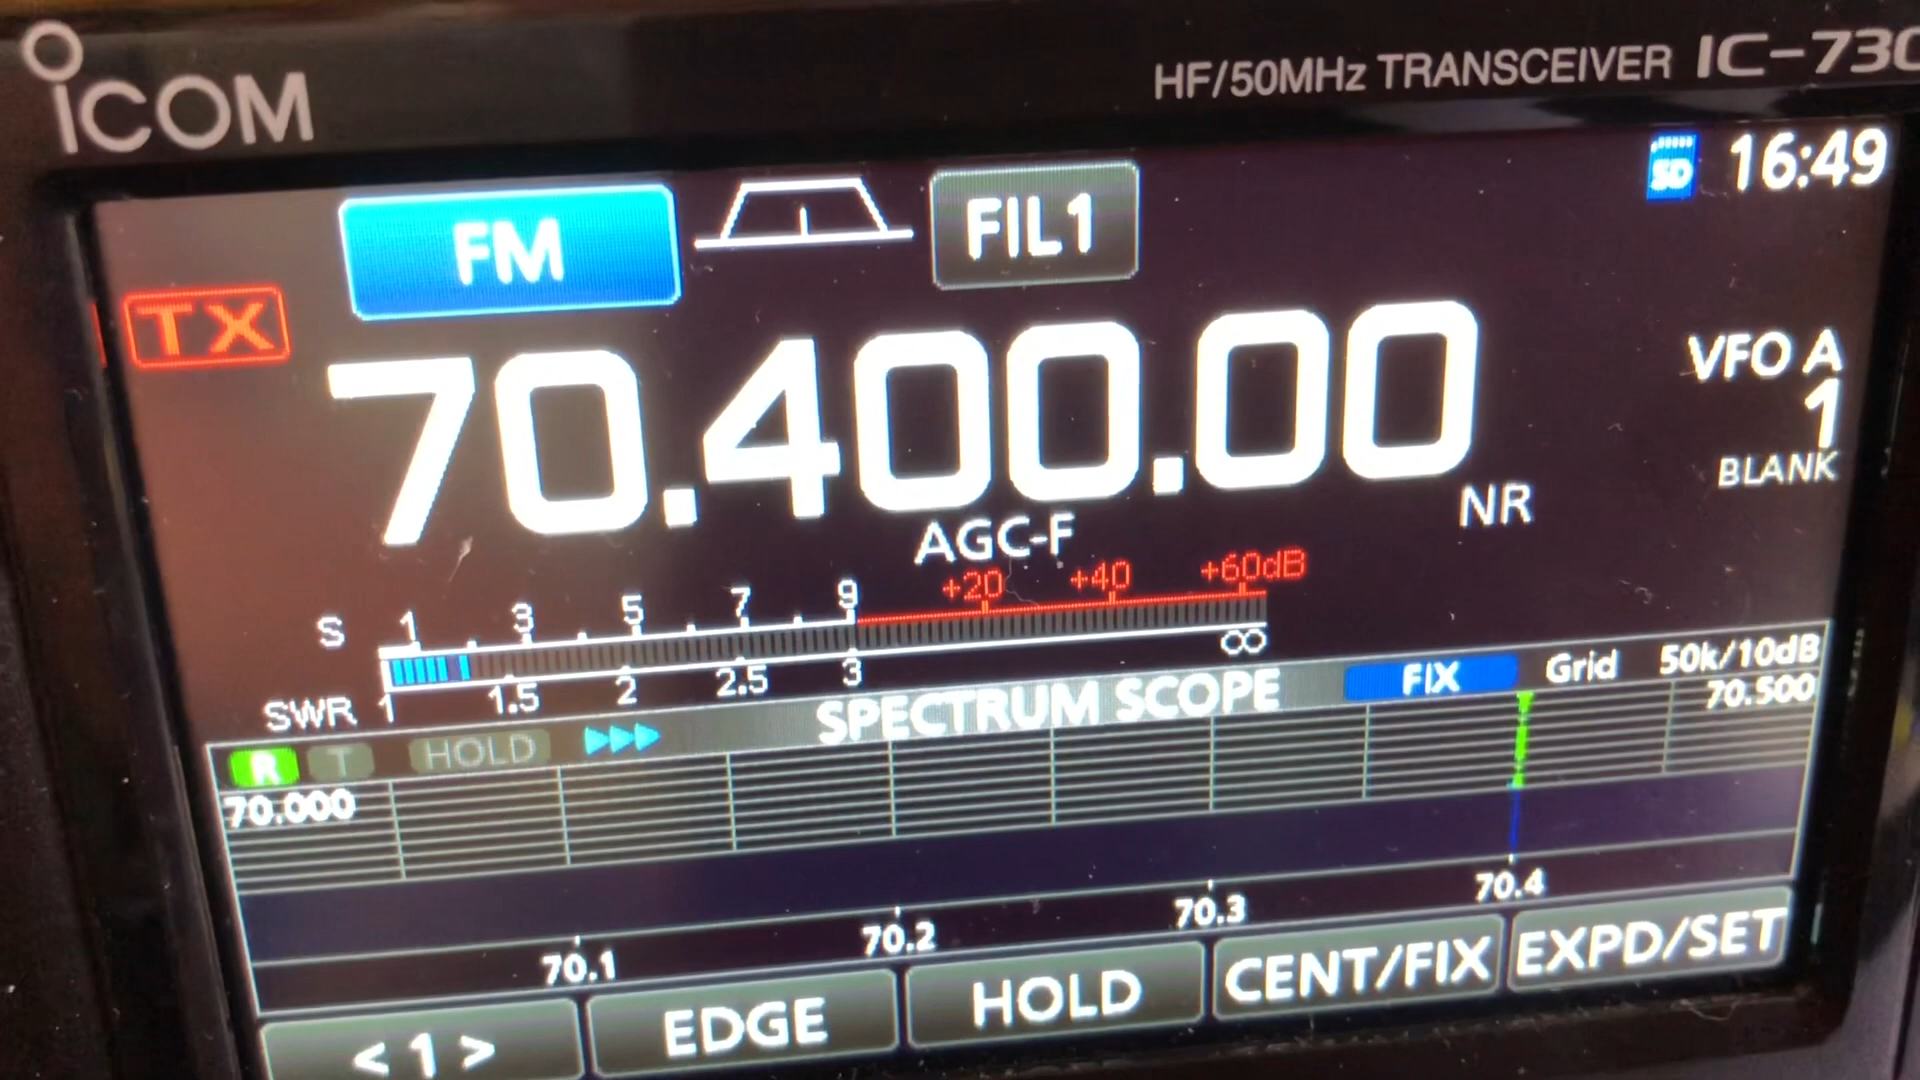 ICOM
HF/50MHz TRANSCEIVER IC-730
SD 16:49
FM FIL1
TX
70.400.00
VFO A
1
BLANK
NR
AGC-F
S 1 3 5 7 9 +20 +40 +60dB
SWR 1 1.5 2 2.5 3 ∞
SPECTRUM SCOPE FIX Grid 50k/10dB
R T HOLD
70.000 70.500
70.1 70.2 70.3 70.4
<1> EDGE HOLD CENT/FIX EXPD/SET